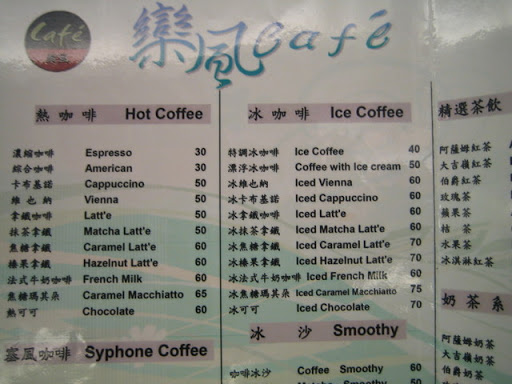 Café
欒風Café
熱咖啡 Hot Coffee
濃縮咖啡 Espresso 30
綜合咖啡 American 30
卡布基諾 Cappuccino 50
維也納 Vienna 50
拿鐵咖啡 Latt'e 50
抹茶拿鐵 Matcha Latt'e 50
焦糖拿鐵 Caramel Latt'e 60
榛果拿鐵 Hazelnut Latt'e 60
法式牛奶咖啡 French Milk 60
焦糖瑪其朵 Caramel Macchiatto 65
熱可可 Chocolate 60
塞風咖啡 Syphone Coffee
冰咖啡 Ice Coffee
特調冰咖啡 Ice Coffee 40
漂浮冰咖啡 Coffee with Ice cream 50
冰維也納 Iced Vienna 60
冰卡布基諾 Iced Cappuccino 60
冰拿鐵咖啡 Iced Latt'e 60
冰抹茶拿鐵 Iced Matcha Latt'e 60
冰焦糖拿鐵 Iced Caramel Latt'e 70
冰榛果拿鐵 Iced Hazelnut Latt'e 70
冰法式牛奶咖啡 Iced French Milk 60
冰焦糖瑪其朵 Iced Caramel Macchiatto 75
冰可可 Iced Chocolate 70
冰沙 Smoothy
咖啡冰沙 Coffee Smoothy 60
Smoothy 60
精選茶飲
阿薩姆紅茶
大吉嶺紅茶
伯爵紅茶
玫瑰茶
蘋果茶
桔茶
水果茶
冰淇淋紅茶
奶茶系
阿薩姆奶茶
大吉嶺奶茶
伯爵奶茶